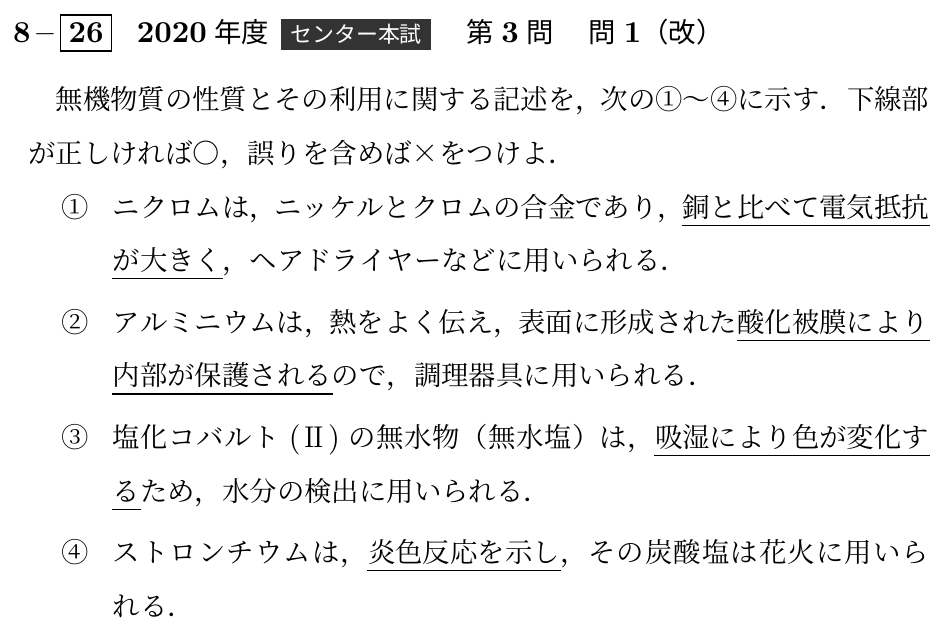 8－26 2020年度 センター本試 第3問 問1（改）
無機物質の性質とその利用に関する記述を，次の①～④に示す．下線部
が正しければ○，誤りを含めば×をつけよ．
① ニクロムは，ニッケルとクロムの合金であり，銅と比べて電気抵抗
が大きく，ヘアドライヤーなどに用いられる．
② アルミニウムは，熱をよく伝え，表面に形成された酸化被膜により
内部が保護されるので，調理器具に用いられる．
③ 塩化コバルト（Ⅱ）の無水物（無水塩）は，吸湿により色が変化す
るため，水分の検出に用いられる．
④ ストロンチウムは，炎色反応を示し，その炭酸塩は花火に用いら
れる．